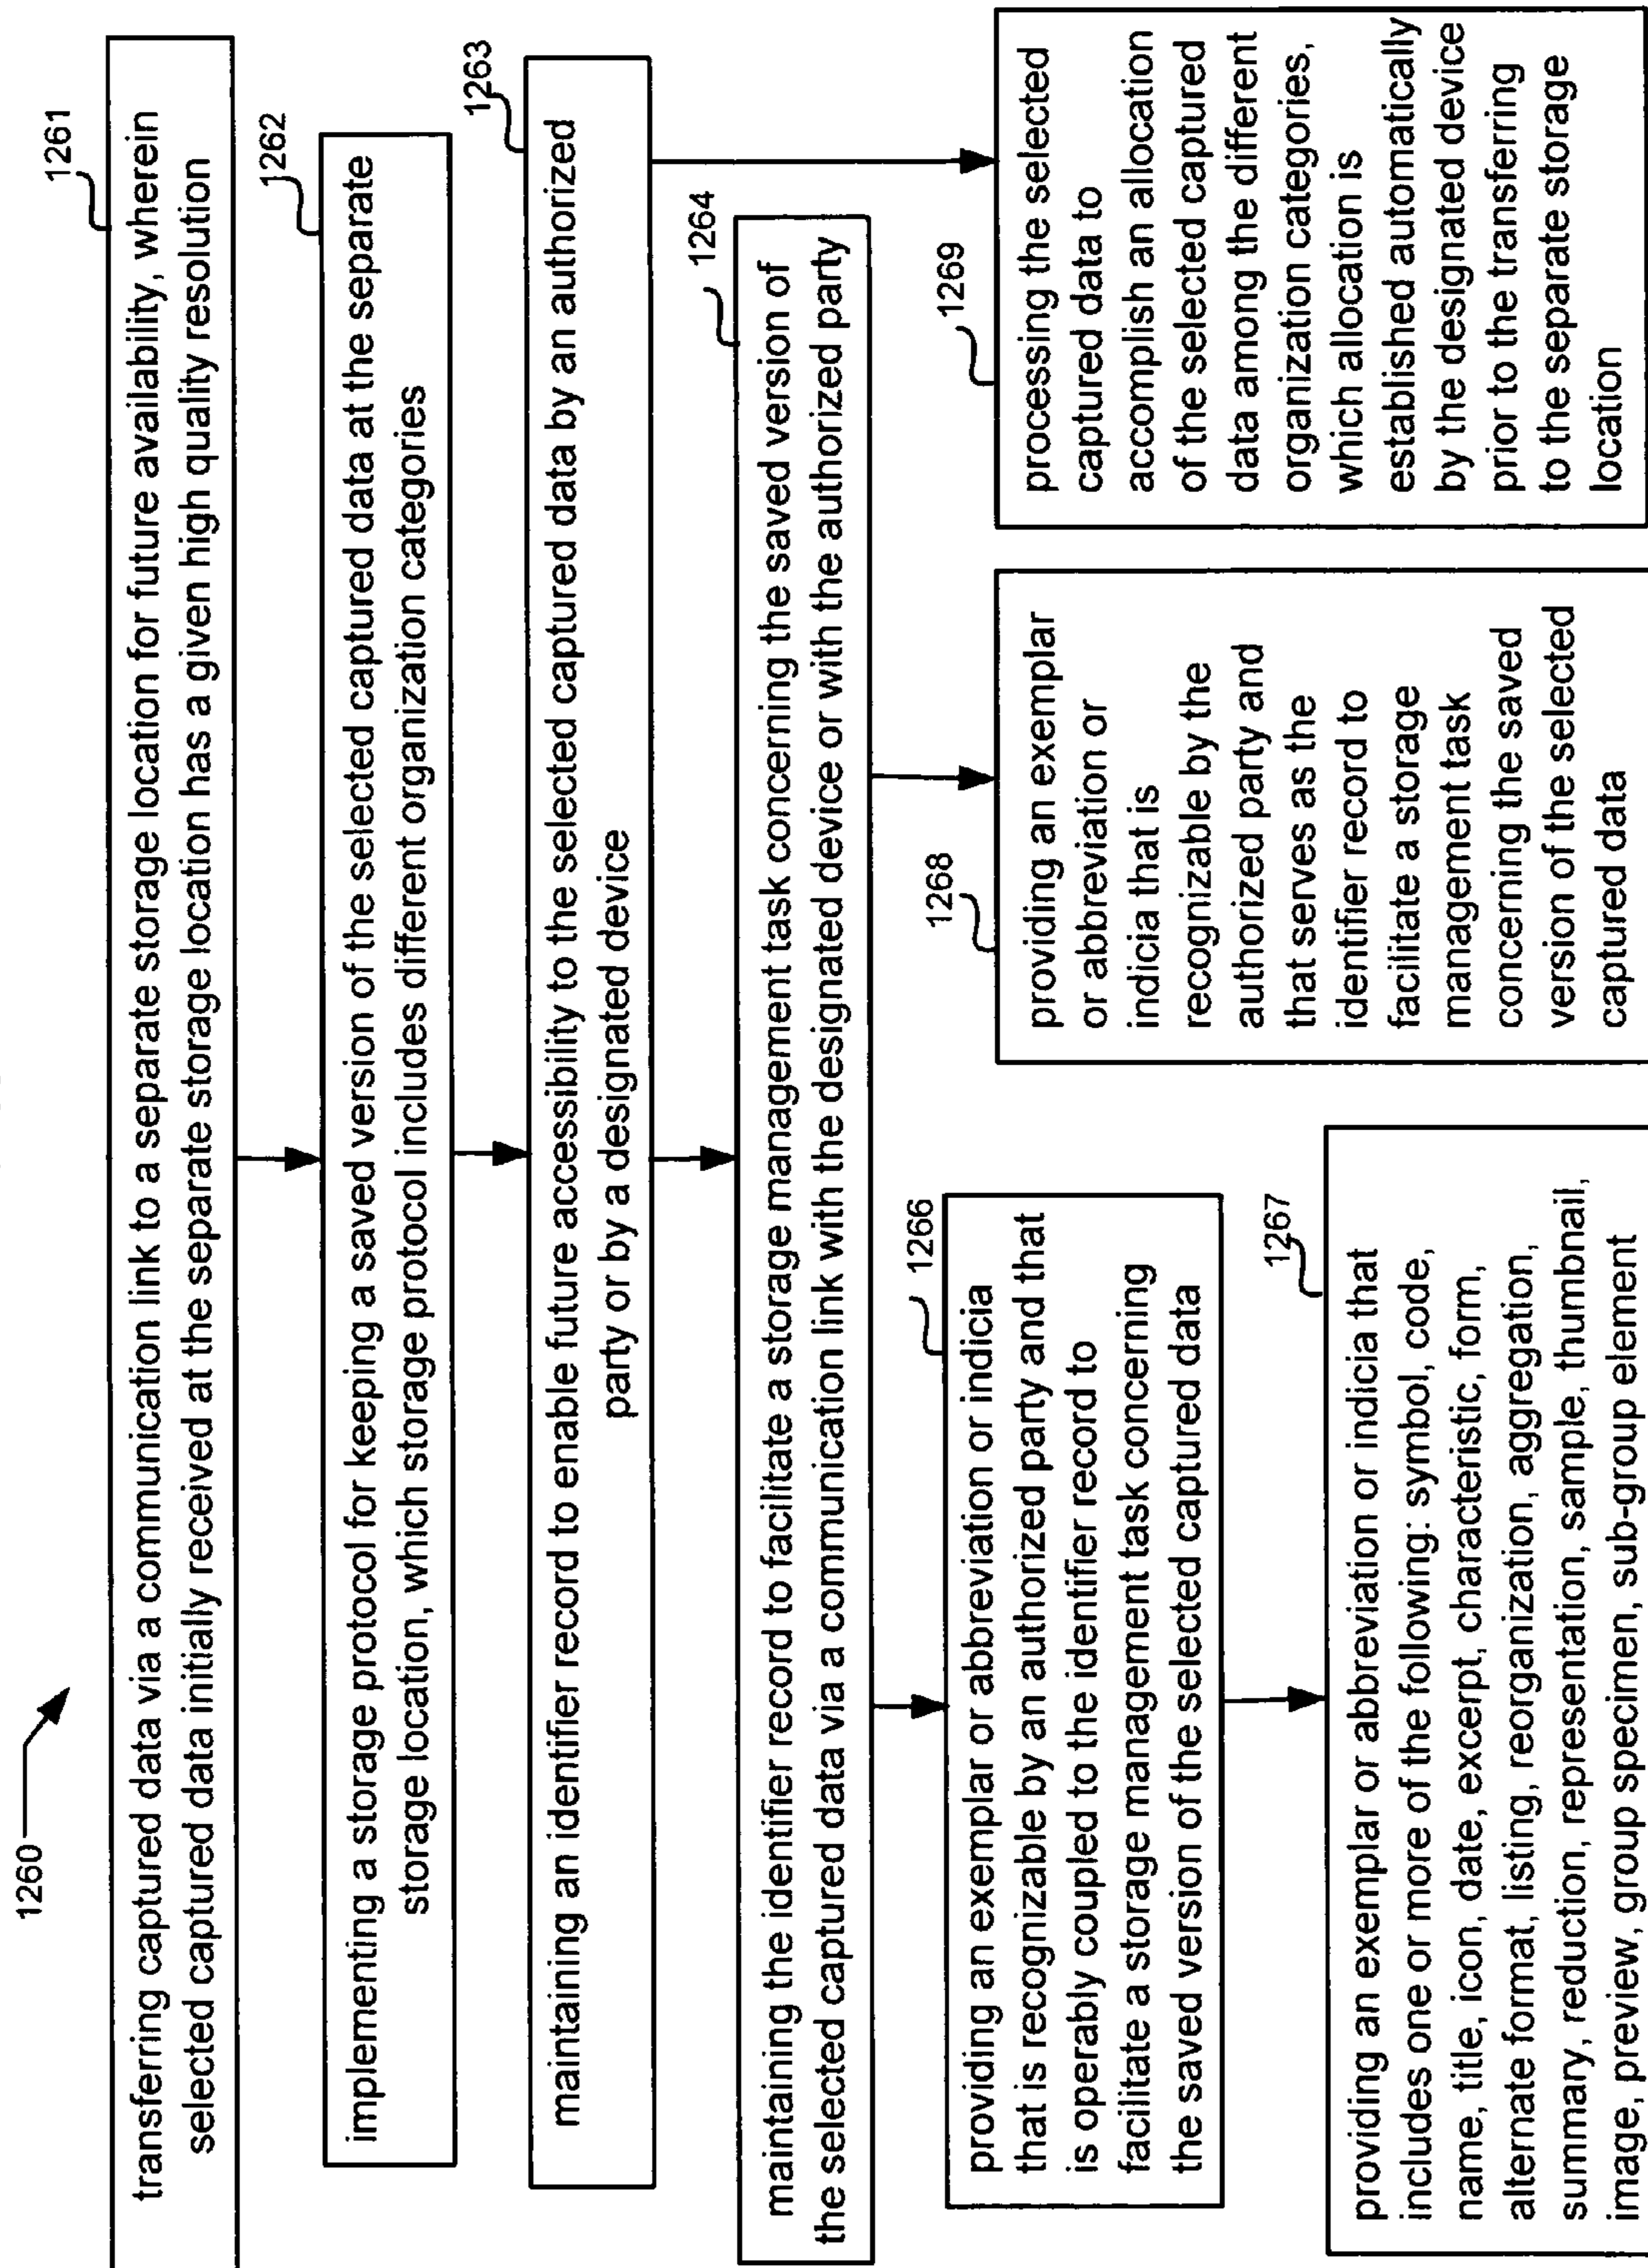 1260
1261
transferring captured data via a communication link to a separate storage location for future availability, wherein
selected captured data initially received at the separate storage location has a given high quality resolution
1262
implementing a storage protocol for keeping a saved version of the selected captured data at the separate
storage location, which storage protocol includes different organization categories
1263
maintaining an identifier record to enable future accessibility to the selected captured data by an authorized
party or by a designated device
1264
maintaining the identifier record to facilitate a storage management task concerning the saved version of
the selected captured data via a communication link with the designated device or with the authorized party
1266
providing an exemplar or abbreviation or indicia
that is recognizable by an authorized party and that
is operably coupled to the identifier record to
facilitate a storage management task concerning
the saved version of the selected captured data
1267
providing an exemplar or abbreviation or indicia that
includes one or more of the following: symbol, code,
name, title, icon, date, excerpt, characteristic, form,
alternate format, listing, reorganization, aggregation,
summary, reduction, representation, sample, thumbnail,
image, preview, group specimen, sub-group element
1268
providing an exemplar
or abbreviation or
indicia that is
recognizable by the
authorized party and
that serves as the
identifier record to
facilitate a storage
management task
concerning the saved
version of the selected
captured data
1269
processing the selected
captured data to
accomplish an allocation
of the selected captured
data among the different
organization categories,
which allocation is
established automatically
by the designated device
prior to the transferring
to the separate storage
location